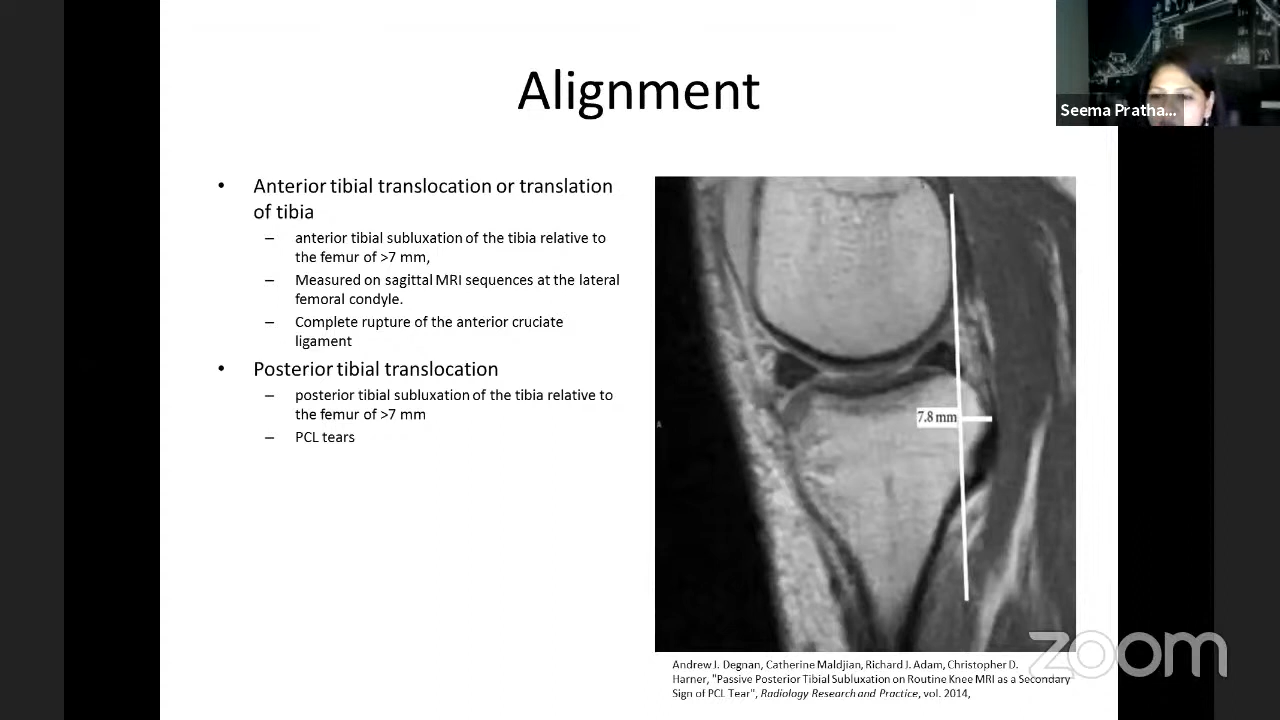 Alignment
Seema Pratha...
• Anterior tibial translocation or translation
of tibia
– anterior tibial subluxation of the tibia relative to
the femur of >7 mm,
– Measured on sagittal MRI sequences at the lateral
femoral condyle.
– Complete rupture of the anterior cruciate
ligament
• Posterior tibial translocation
– posterior tibial subluxation of the tibia relative to
the femur of >7 mm
– PCL tears
A
7.8 mm
Andrew J. Degnan, Catherine Maldjian, Richard J. Adam, Christopher D.
Harner, "Passive Posterior Tibial Subluxation on Routine Knee MRI as a Secondary
Sign of PCL Tear", Radiology Research and Practice, vol. 2014,
zoom